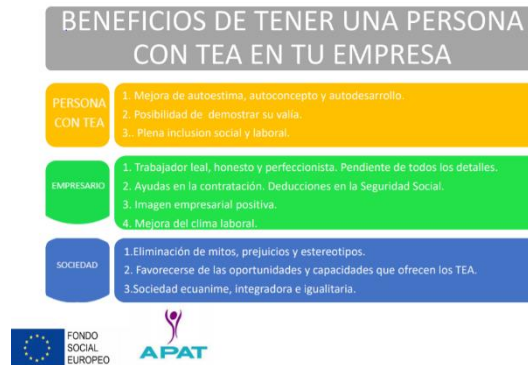 BENEFICIOS DE TENER UNA PERSONA
CON TEA EN TU EMPRESA
PERSONA
CON TEA
1. Mejora de autoestima, autoconcepto y autodesarrollo.
2. Posibilidad de demostrar su valía.
3.. Plena inclusion social y laboral.
EMPRESARIO
1. Trabajador leal, honesto y perfeccionista. Pendiente de todos los detalles.
2. Ayudas en la contratación. Deducciones en la Seguridad Social.
3. Imagen empresarial positiva.
4. Mejora del clima laboral.
SOCIEDAD
1.Eliminación de mitos, prejuicios y estereotipos.
2. Favorecerse de las oportunidades y capacidades que ofrecen los TEA.
3.Sociedad ecuanime, integradora e igualitaria.
FONDO
SOCIAL
EUROPEO
APAT